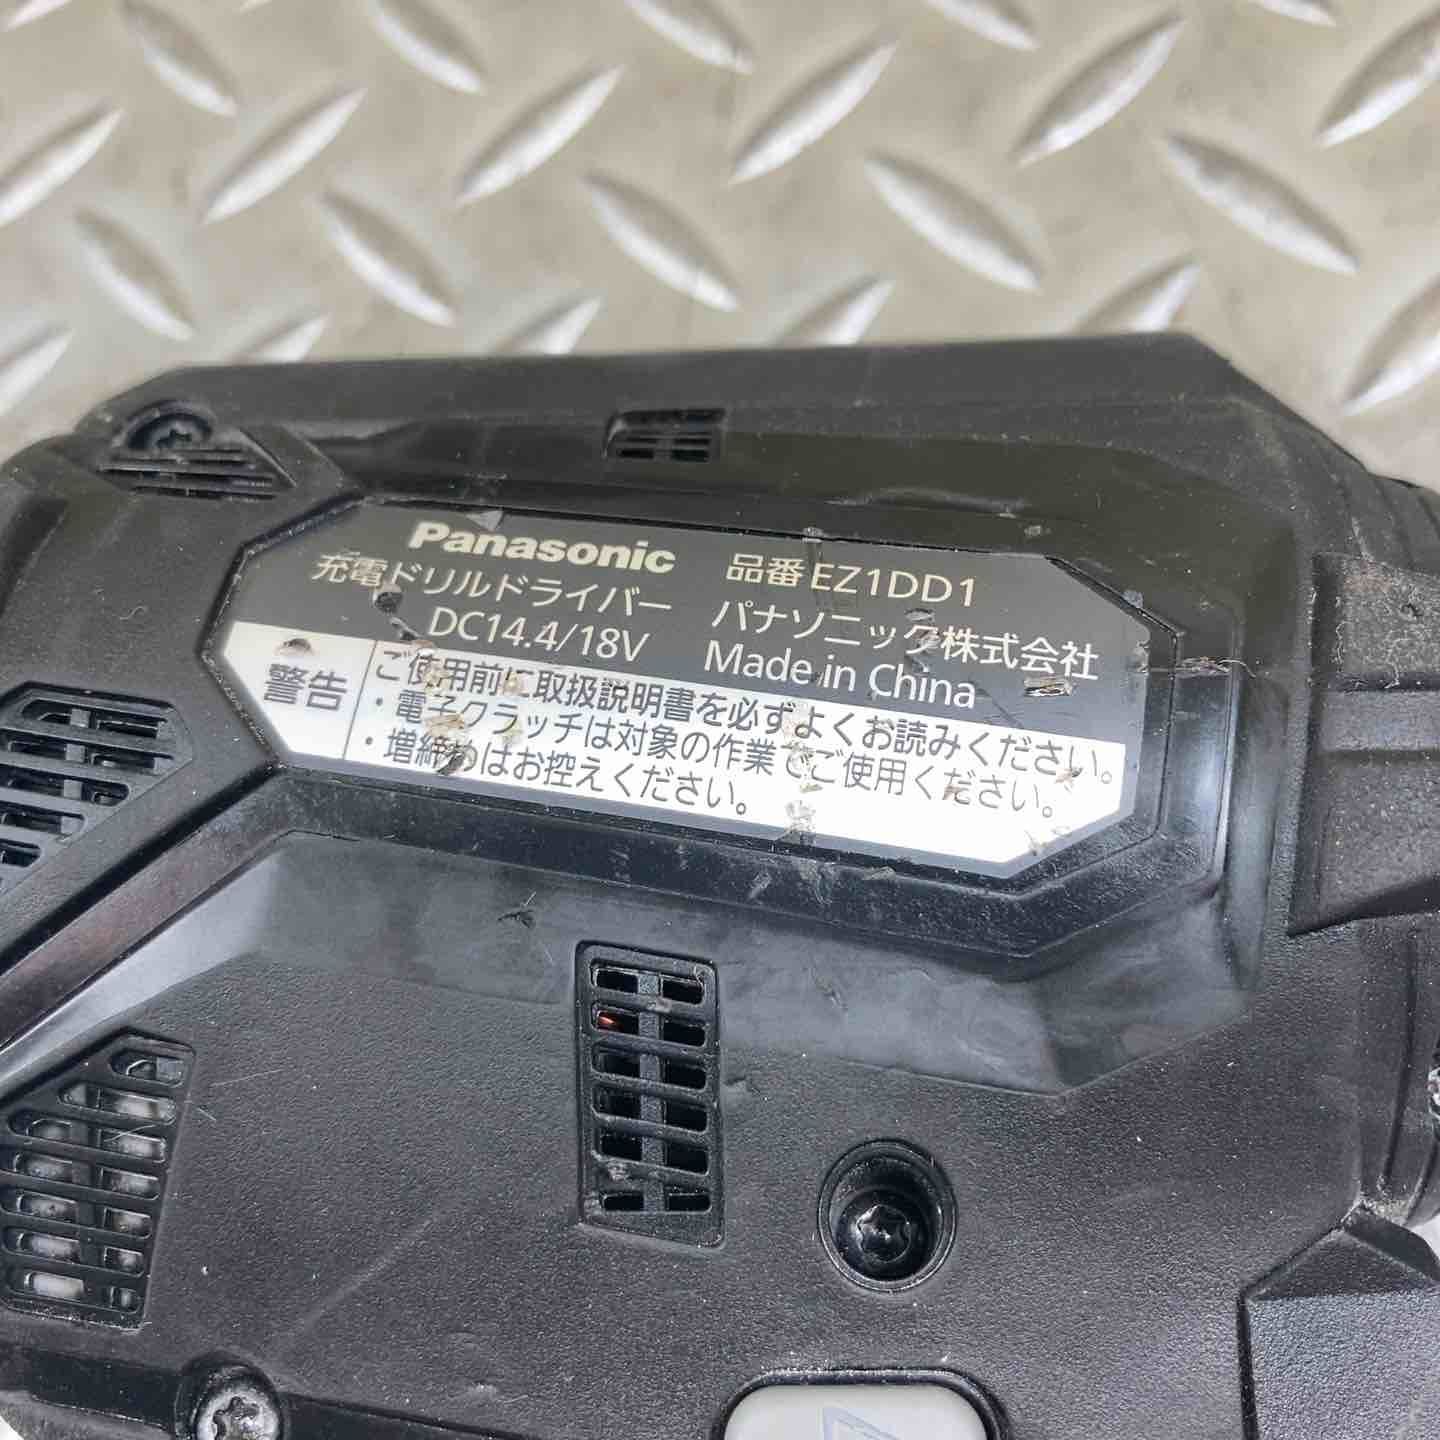 Panasonic 品番 EZ1DD1
充電ドリルドライバー パナソニック株式会社
DC14.4/18V Made in China
警告
ご使用前に取扱説明書を必ずよくお読みください。
・電子クラッチは対象の作業でご使用ください。
・増締めはお控えください。